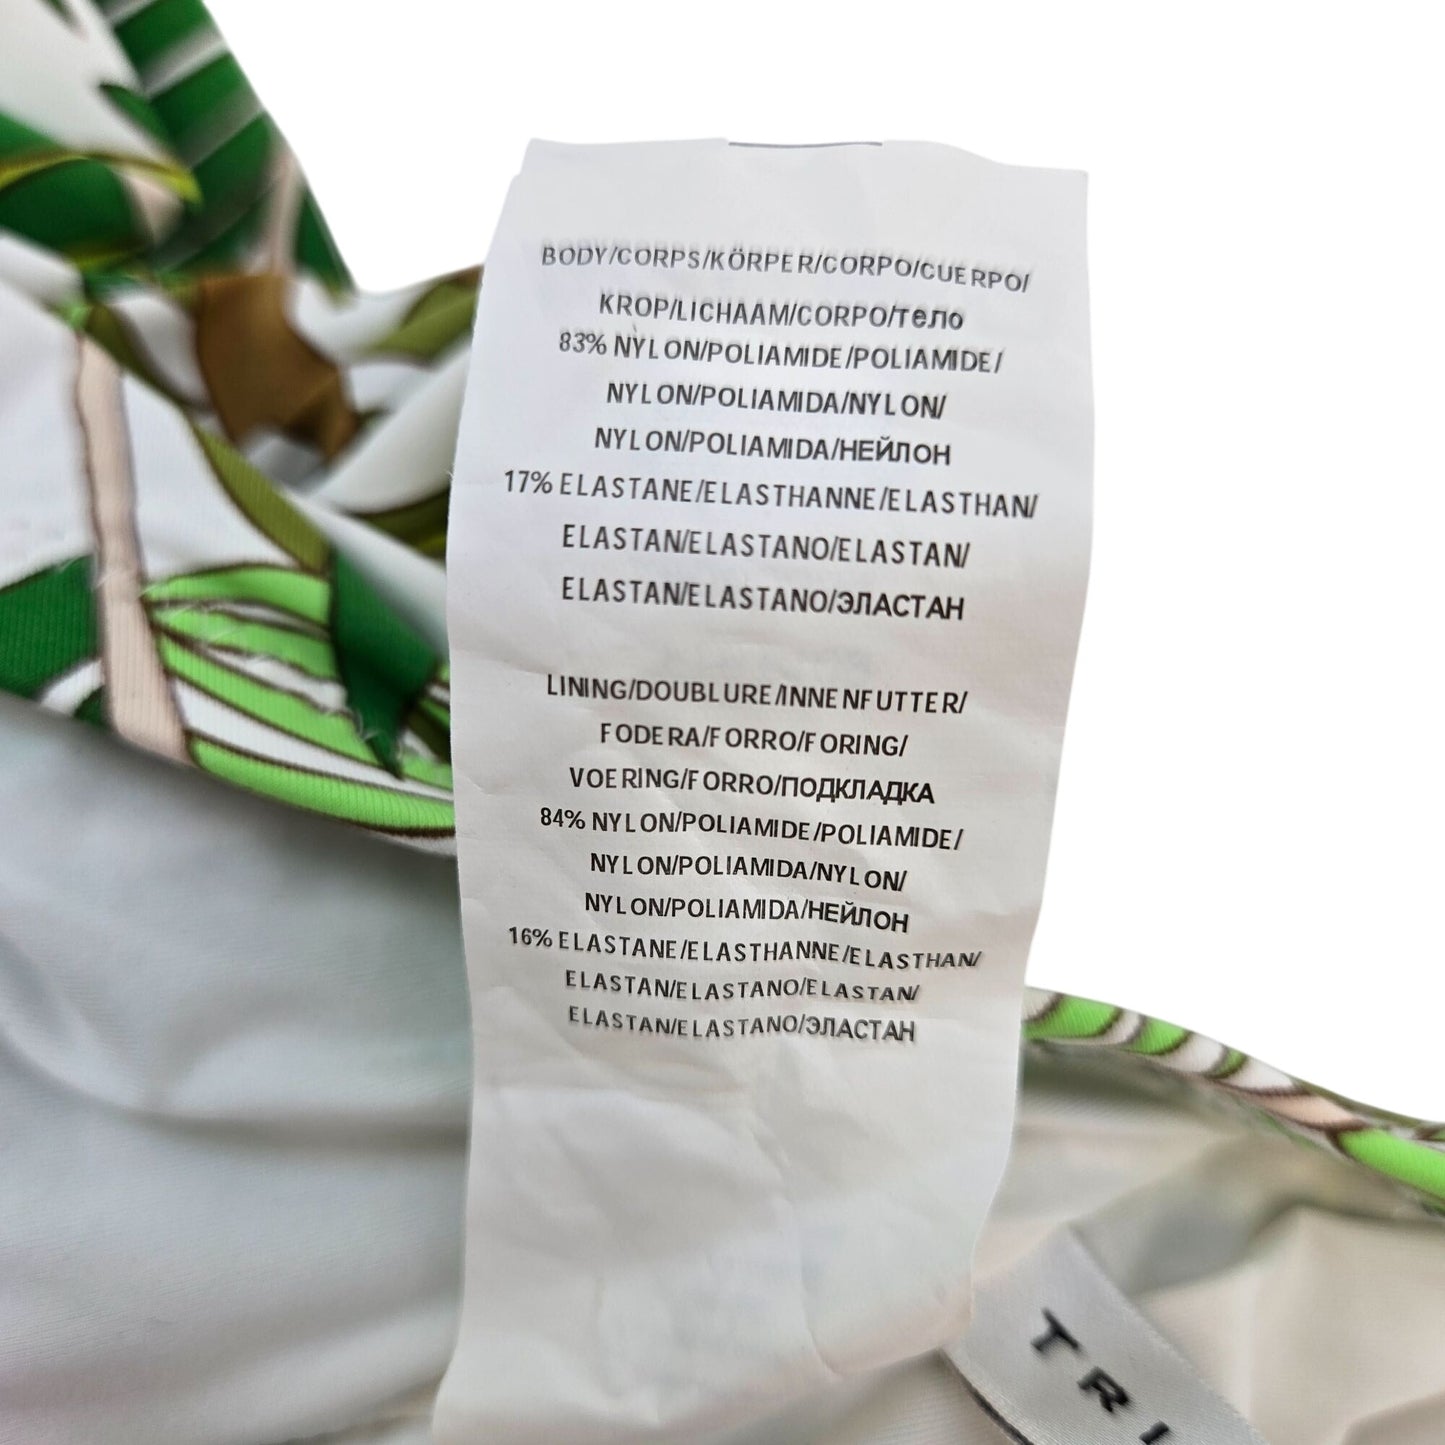 BODY/CORPS/KÖRPER/CORPO/CUERPO/
KROP/LICHAAM/CORPO/тело
83% NYLON/POLIAMIDE/POLIAMIDE/
NYLON/POLIAMIDA/NYLON/
NYLON/POLIAMIDA/НЕЙЛОН
17% ELASTANE/ELASTHANNE/ELASTHAN/
ELASTAN/ELASTANO/ELASTAN/
ELASTAN/ELASTANO/ЭЛАСТАН
LINING/DOUBLURE/INNENFUTTER/
FODERA/FORRO/FORING/
VOERING/FORRO/ПОДКЛАДКА
84% NYLON/POLIAMIDE/POLIAMIDE/
NYLON/POLIAMIDA/NYLON/
NYLON/POLIAMIDA/НЕЙЛОН
16% ELASTANE/ELASTHANNE/ELASTHAN/
ELASTAN/ELASTANO/ELASTAN/
ELASTAN/ELASTANO/ЭЛАСТАН